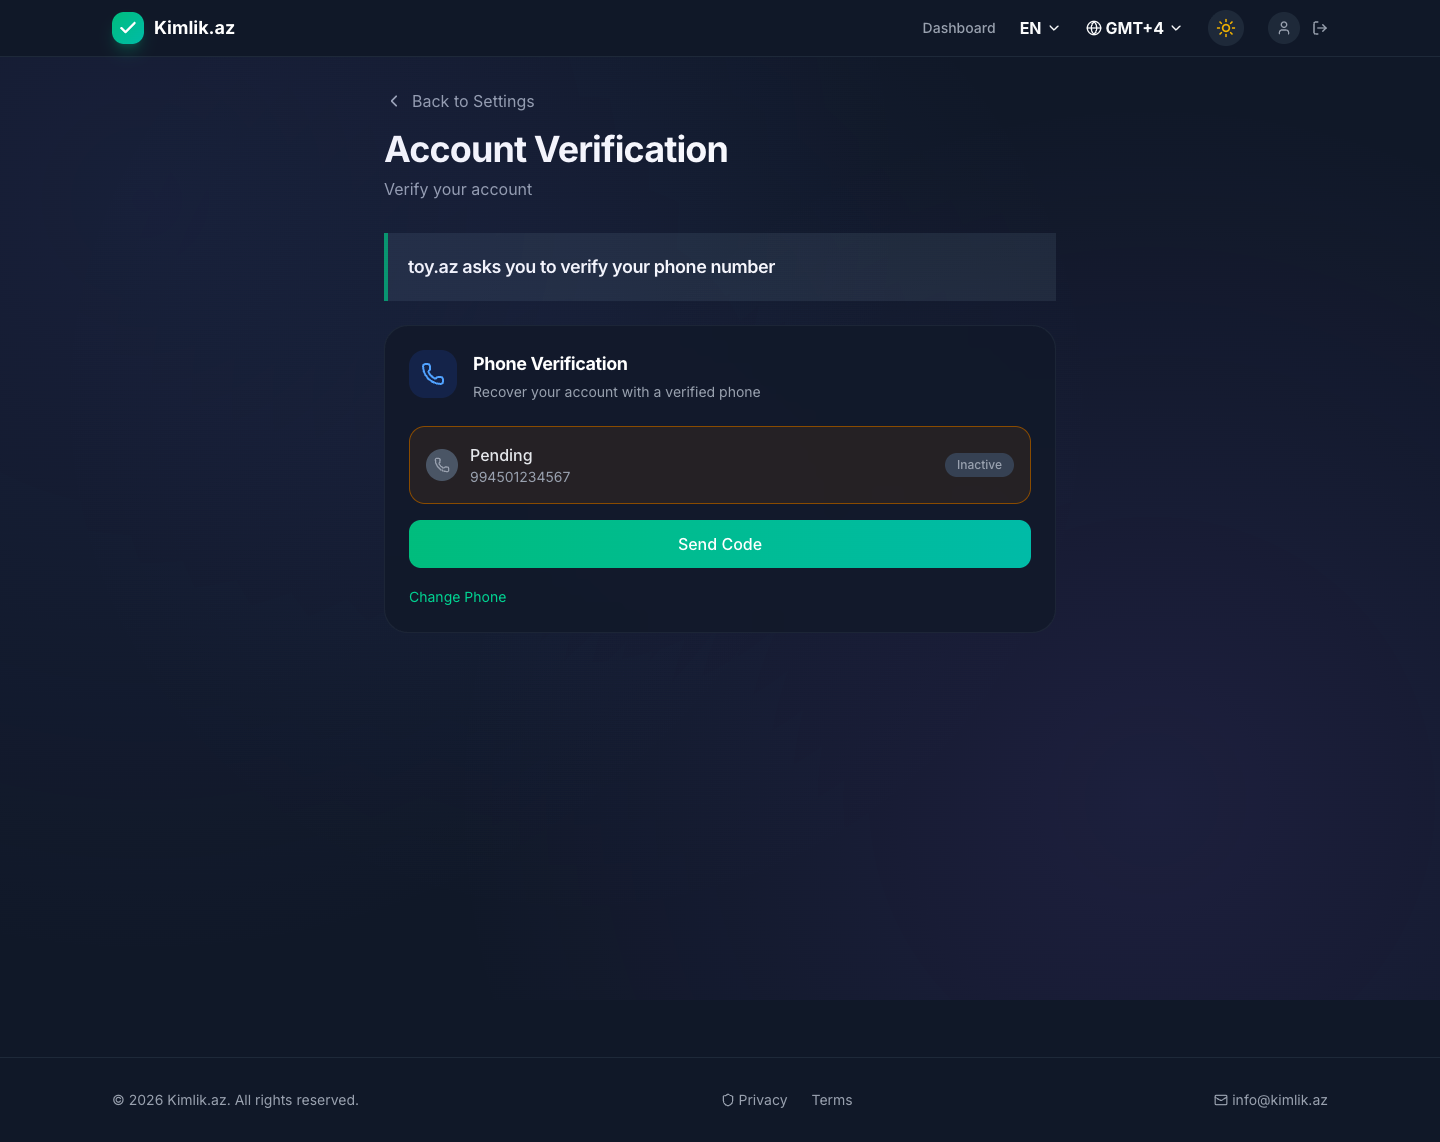 Kimlik.az
Dashboard
EN
GMT+4
Back to Settings
Account Verification
Verify your account
toy.az asks you to verify your phone number
Phone Verification
Recover your account with a verified phone
Pending
994501234567
Inactive
Send Code
Change Phone
© 2026 Kimlik.az. All rights reserved.
Privacy
Terms
info@kimlik.az